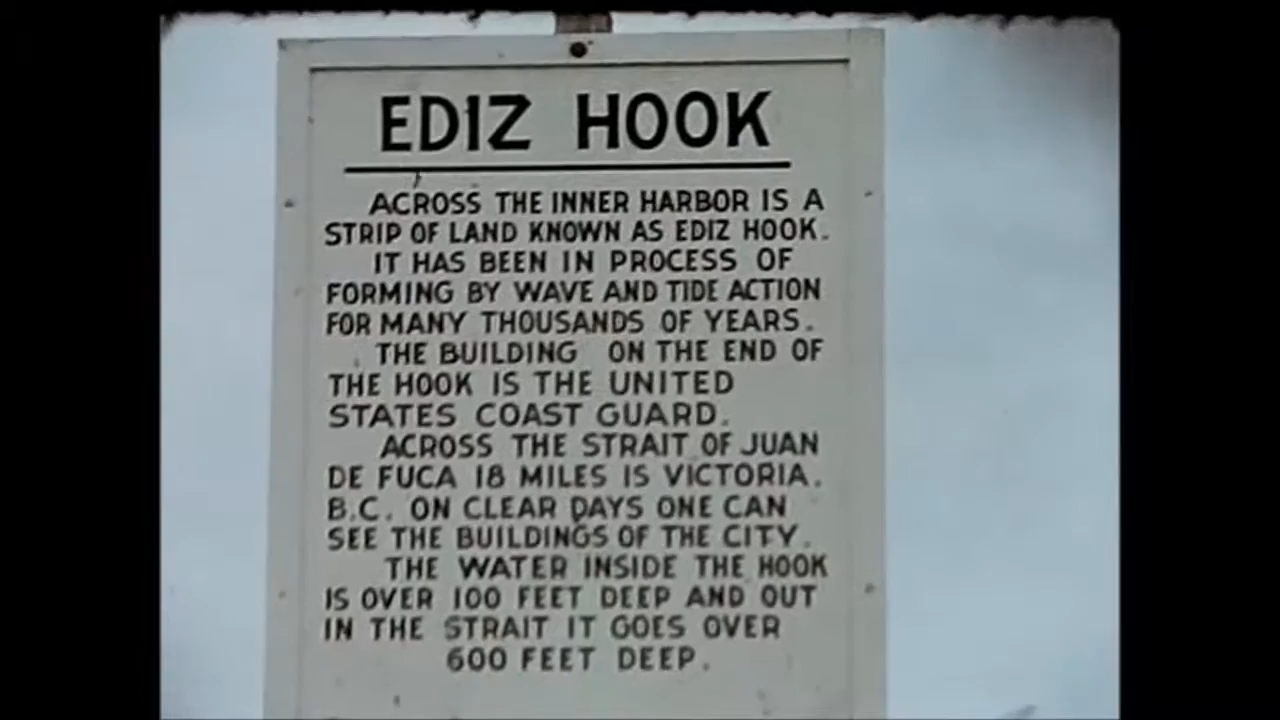 EDIZ HOOK
ACROSS THE INNER HARBOR IS A
STRIP OF LAND KNOWN AS EDIZ HOOK.
IT HAS BEEN IN PROCESS OF
FORMING BY WAVE AND TIDE ACTION
FOR MANY THOUSANDS OF YEARS.
THE BUILDING ON THE END OF
THE HOOK IS THE UNITED
STATES COAST GUARD.
ACROSS THE STRAIT OF JUAN
DE FUCA 18 MILES IS VICTORIA.
B.C. ON CLEAR DAYS ONE CAN
SEE THE BUILDINGS OF THE CITY.
THE WATER INSIDE THE HOOK
IS OVER 100 FEET DEEP AND OUT
IN THE STRAIT IT GOES OVER
600 FEET DEEP.